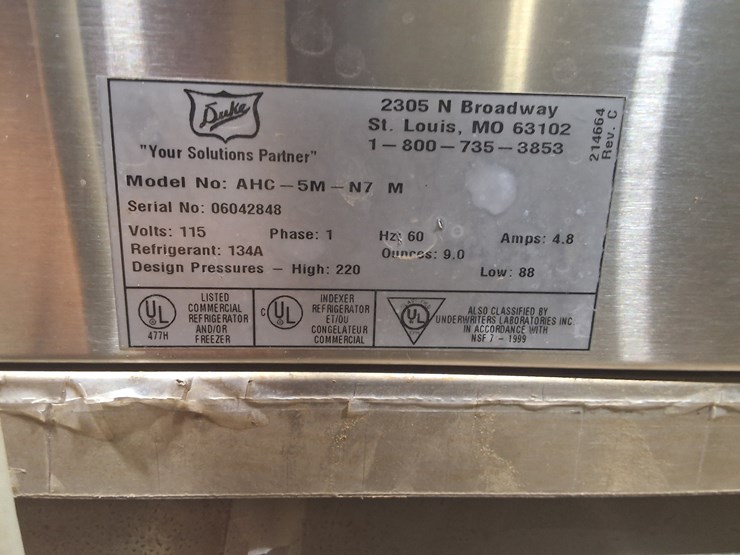 Duke
"Your Solutions Partner"
2305 N Broadway
St. Louis, MO 63102
1-800-735-3853
214664
Rev. C
Model No: AHC-5M-N7 M
Serial No: 06042848
Volts: 115 Phase: 1 Hz: 60 Amps: 4.8
Refrigerant: 134A Ounces: 9.0
Design Pressures - High: 220 Low: 88
UL
477H
LISTED
COMMERCIAL
REFRIGERATOR
AND/OR
FREEZER
C UL
INDEXER
REFRIGERATOR
ET/OU
CONGELATEUR
COMMERCIAL
UL
ALSO CLASSIFIED BY
UNDERWRITERS LABORATORIES INC.
IN ACCORDANCE WITH
NSF 7 - 1999